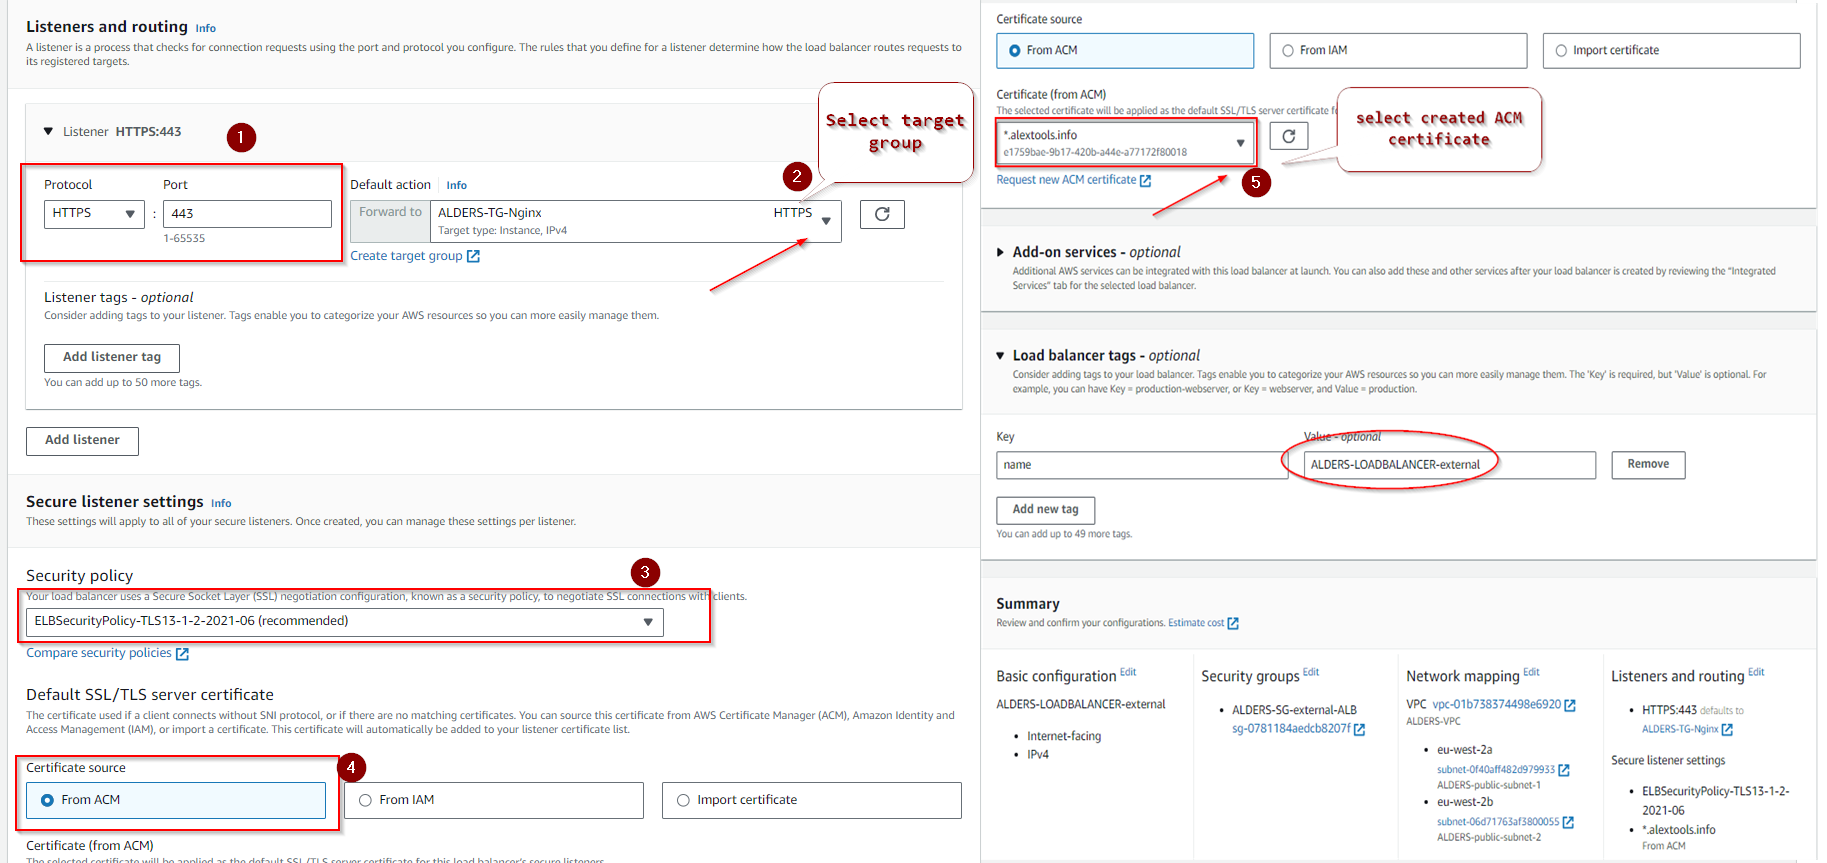 Listeners and routing Info
A listener is a process that checks for connection requests using the port and protocol you configure. The rules that you define for a listener determine how the load balancer routes requests to
its registered targets.
Listener HTTPS:443
1
Protocol
Port
HTTPS
:
443
1-65535
Default action
Info
2
Select target
group
Forward to
ALDERS-TG-Nginx
HTTPS
Target type: Instance, IPv4
Create target group
Listener tags - optional
Consider adding tags to your listener. Tags enable you to categorize your AWS resources so you can more easily manage them.
Add listener tag
You can add up to 50 more tags.
Add listener
Secure listener settings Info
These settings will apply to all of your secure listeners. Once created, you can manage these settings per listener.
Security policy
3
Your load balancer uses a Secure Socket Layer (SSL) negotiation configuration, known as a security policy, to negotiate SSL connections with clients.
ELBSecurityPolicy-TLS13-1-2-2021-06 (recommended)
Compare security policies
Default SSL/TLS server certificate
The certificate used if a client connects without SNI protocol, or if there are no matching certificates. You can source this certificate from AWS Certificate Manager (ACM), Amazon Identity and
Access Management (IAM), or import a certificate. This certificate will automatically be added to your listener certificate list.
Certificate source
4
From ACM
From IAM
Import certificate
Certificate (from ACM)
The selected certificate will be applied as the default SSL/TLS server certificate for this load balancer's secure listeners.
Certificate source
From ACM
From IAM
Import certificate
Certificate (from ACM)
The selected certificate will be applied as the default SSL/TLS server certificate
select created ACM
certificate
*.alextools.info
e1759bae-9b17-420b-a44e-a77172f80018
5
Request new ACM certificate
Add-on services - optional
Additional AWS services can be integrated with this load balancer at launch. You can also add these and other services after your load balancer is created by reviewing the "Integrated
Services" tab for the selected load balancer.
Load balancer tags - optional
Consider adding tags to your load balancer. Tags enable you to categorize your AWS resources so you can more easily manage them. The 'Key' is required, but 'Value' is optional. For
example, you can have Key = production-webserver, or Key = webserver, and Value = production.
Key
Value - optional
name
ALDERS-LOADBALANCER-external
Remove
Add new tag
You can add up to 49 more tags.
Summary
Review and confirm your configurations. Estimate cost
Basic configuration Edit
ALDERS-LOADBALANCER-external
• Internet-facing
• IPv4
Security groups Edit
• ALDERS-SG-external-ALB
sg-0781184aedcb8207f
Network mapping Edit
VPC vpc-01b738374498e6920
ALDERS-VPC
• eu-west-2a
subnet-0f40aff482d979933
ALDERS-public-subnet-1
• eu-west-2b
subnet-06d71763af3800055
ALDERS-public-subnet-2
Listeners and routing Edit
• HTTPS:443 defaults to
ALDERS-TG-Nginx
Secure listener settings
• ELBSecurityPolicy-TLS13-1-2-
2021-06
• *.alextools.info
From ACM